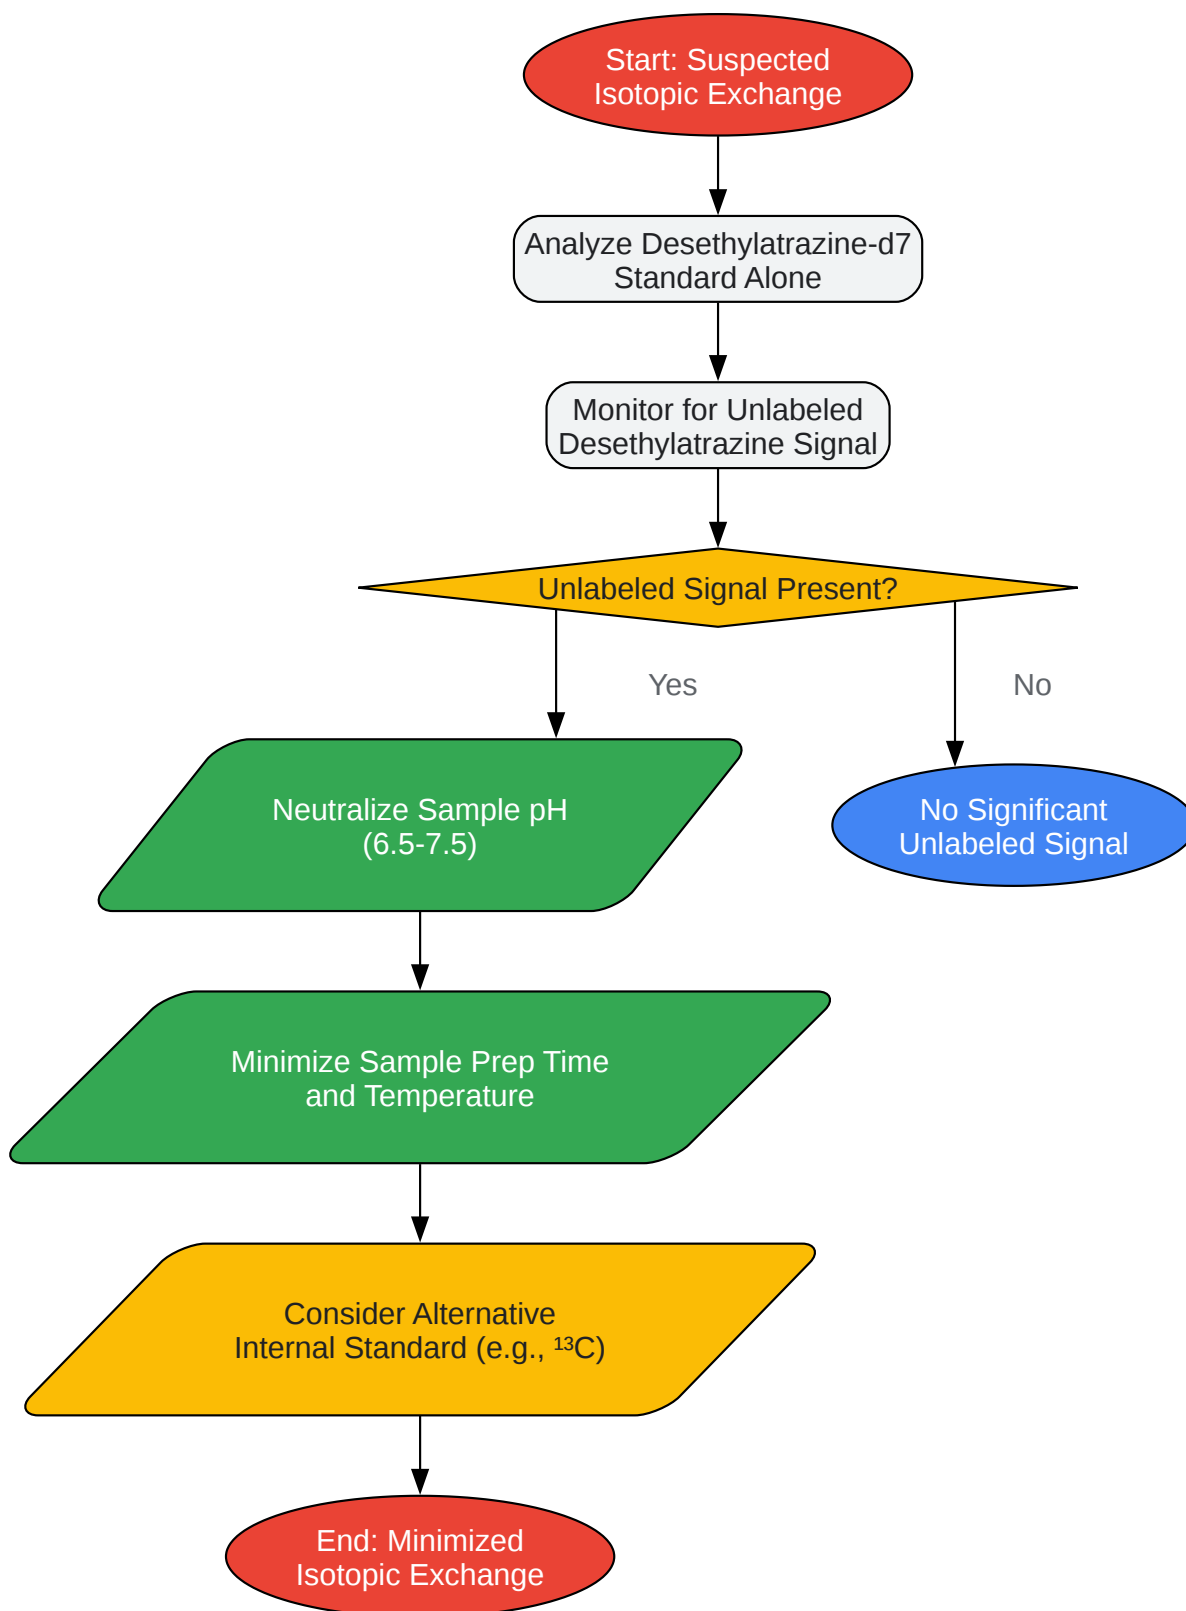 Start: Suspected
Isotopic Exchange
Analyze Desethylatrazine-d7
Standard Alone
Monitor for Unlabeled
Desethylatrazine Signal
Unlabeled Signal Present?
Yes
No
Neutralize Sample pH
(6.5-7.5)
No Significant
Unlabeled Signal
Minimize Sample Prep Time
and Temperature
Consider Alternative
Internal Standard (e.g., ¹³C)
End: Minimized
Isotopic Exchange